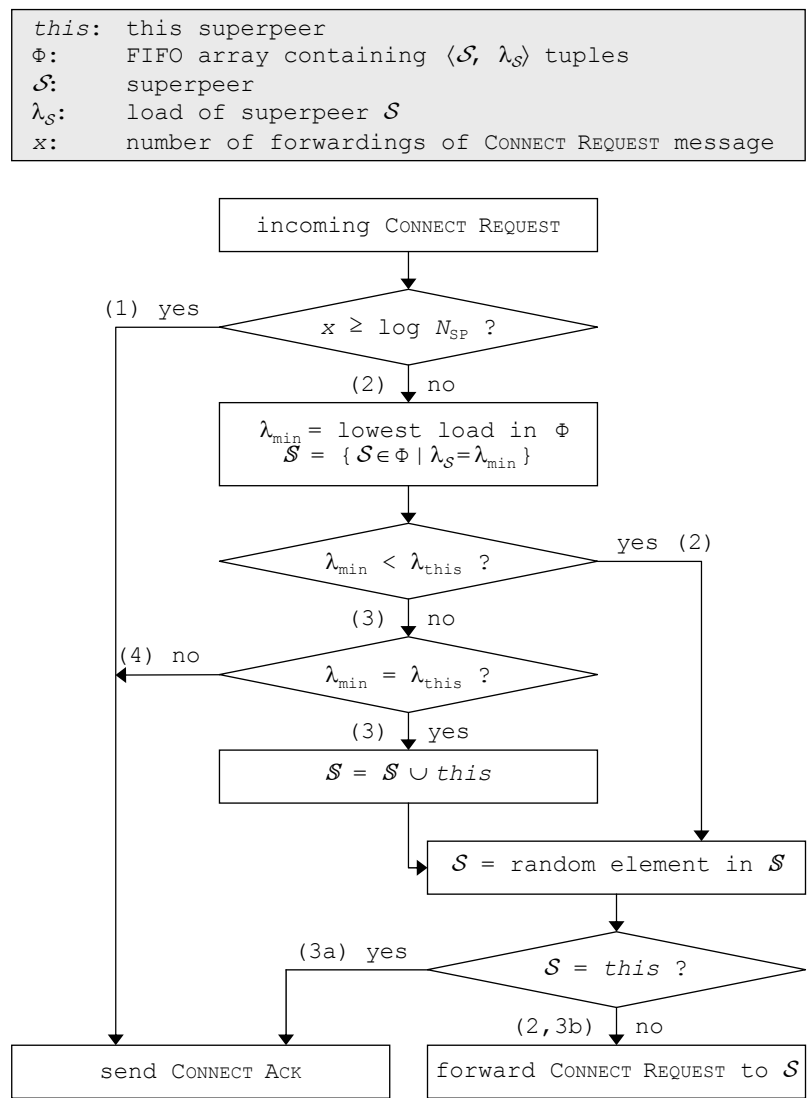 this: this superpeer
Φ: FIFO array containing ⟨𝒮, λ𝒮⟩ tuples
𝒮: superpeer
λ𝒮: load of superpeer 𝒮
x: number of forwardings of CONNECT REQUEST message
incoming CONNECT REQUEST
(1) yes
x ≥ log NSP ?
(2) no
λmin = lowest load in Φ
𝕊 = {𝒮∈Φ|λ𝒮=λmin}
yes (2)
λmin < λthis ?
(3) no
(4) no
λmin = λthis ?
(3) yes
𝕊 = 𝕊 ∪ this
𝒮 = random element in 𝕊
(3a) yes
𝒮 = this ?
(2,3b) no
send CONNECT ACK
forward CONNECT REQUEST to 𝒮